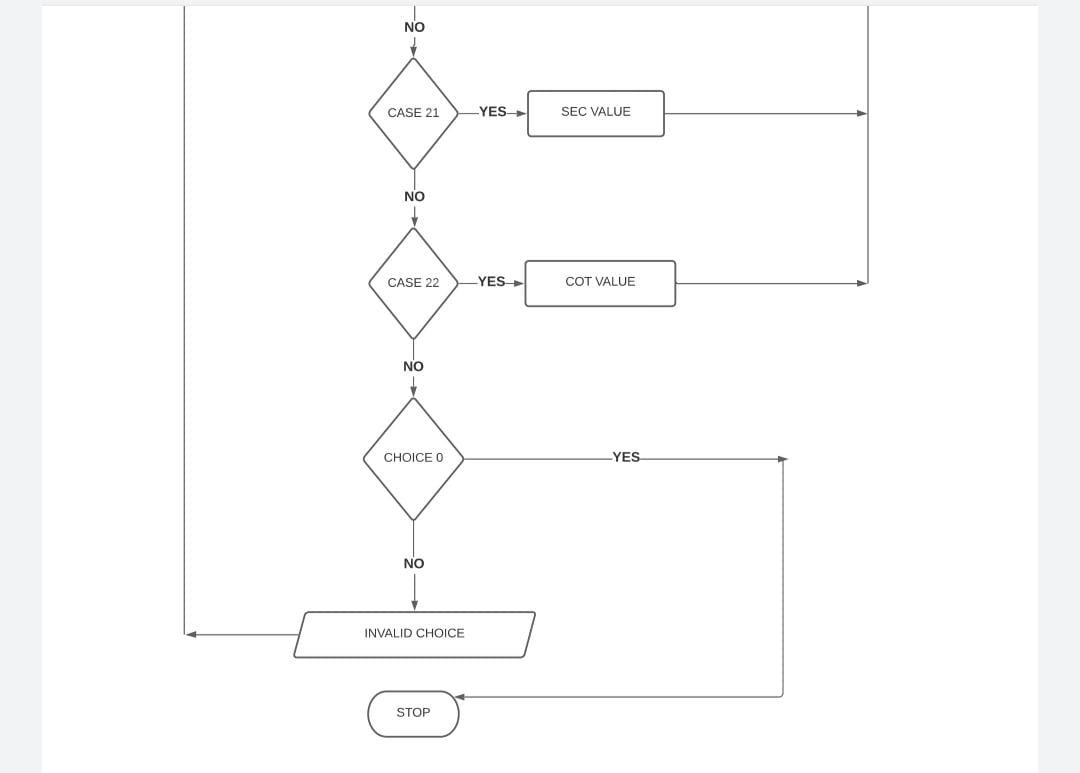 NO
CASE 21
YES
SEC VALUE
NO
CASE 22
YES
COT VALUE
NO
CHOICE 0
YES
NO
INVALID CHOICE
STOP